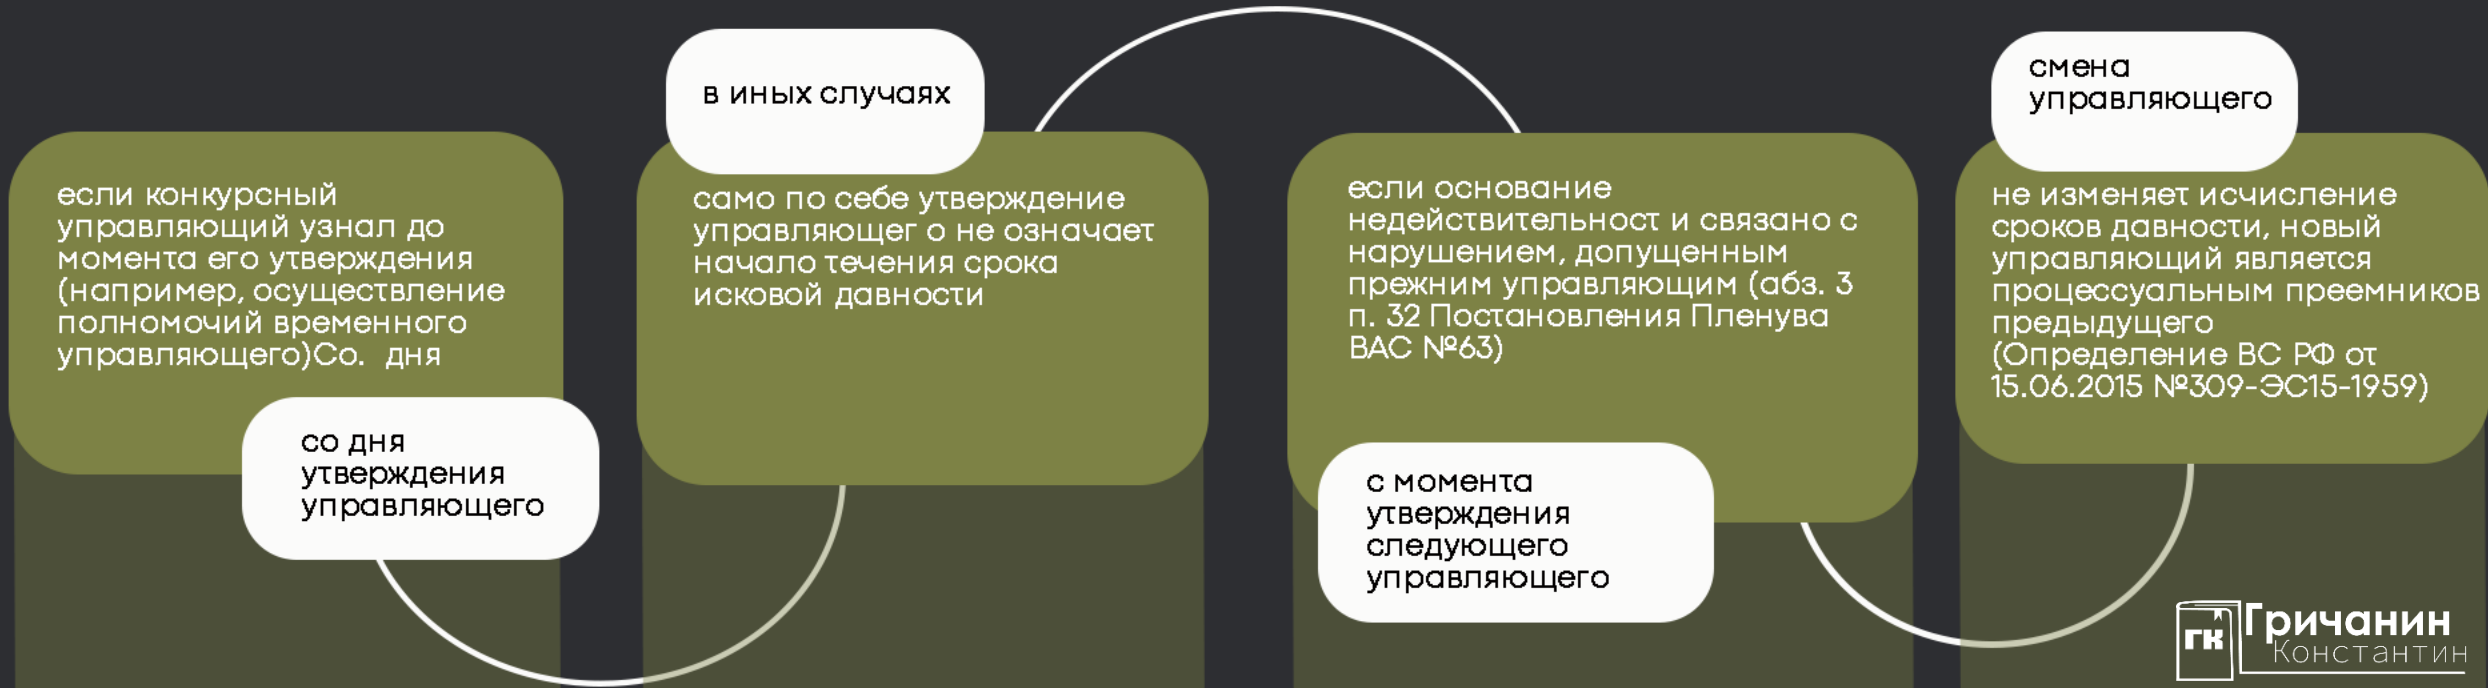 если конкурсный
управляющий узнал до
момента его утверждения
(например, осуществление
полномочий временного
управляющего)Со.  дня
со дня
утверждения
управляющего
в иных случаях
само по себе утверждение
управляющег о не означает
начало течения срока
исковой давности
если основание
недействительност и связано с
нарушением, допущенным
прежним управляющим (абз. 3
п. 32 Постановления Пленува
ВАС №63)
с момента
утверждения
следующего
управляющего
смена
управляющего
не изменяет исчисление
сроков давности, новый
управляющий является
процессуальным преемников
предыдущего
(Определение ВС РФ от
15.06.2015 №309-ЭС15-1959)
ГК
Гричанин
Константин